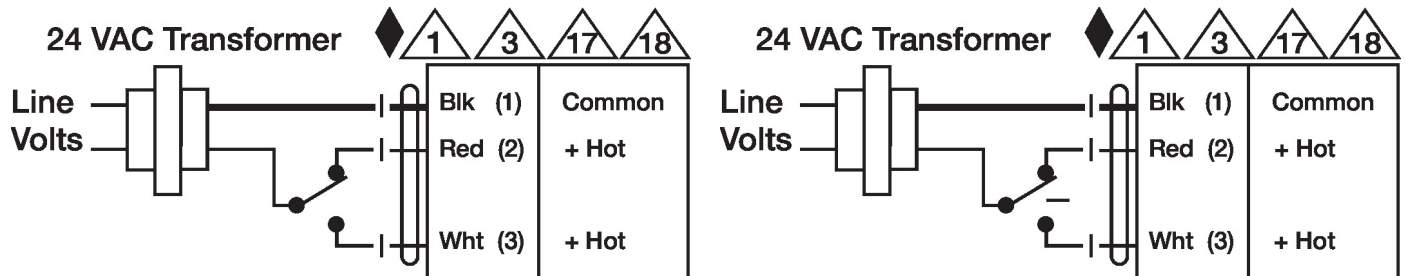 24 VAC Transformer
1 3 17 18
Line Volts
Blk (1) Common
Red (2) + Hot
Wht (3) + Hot
24 VAC Transformer
1 3 17 18
Line Volts
Blk (1) Common
Red (2) + Hot
Wht (3) + Hot